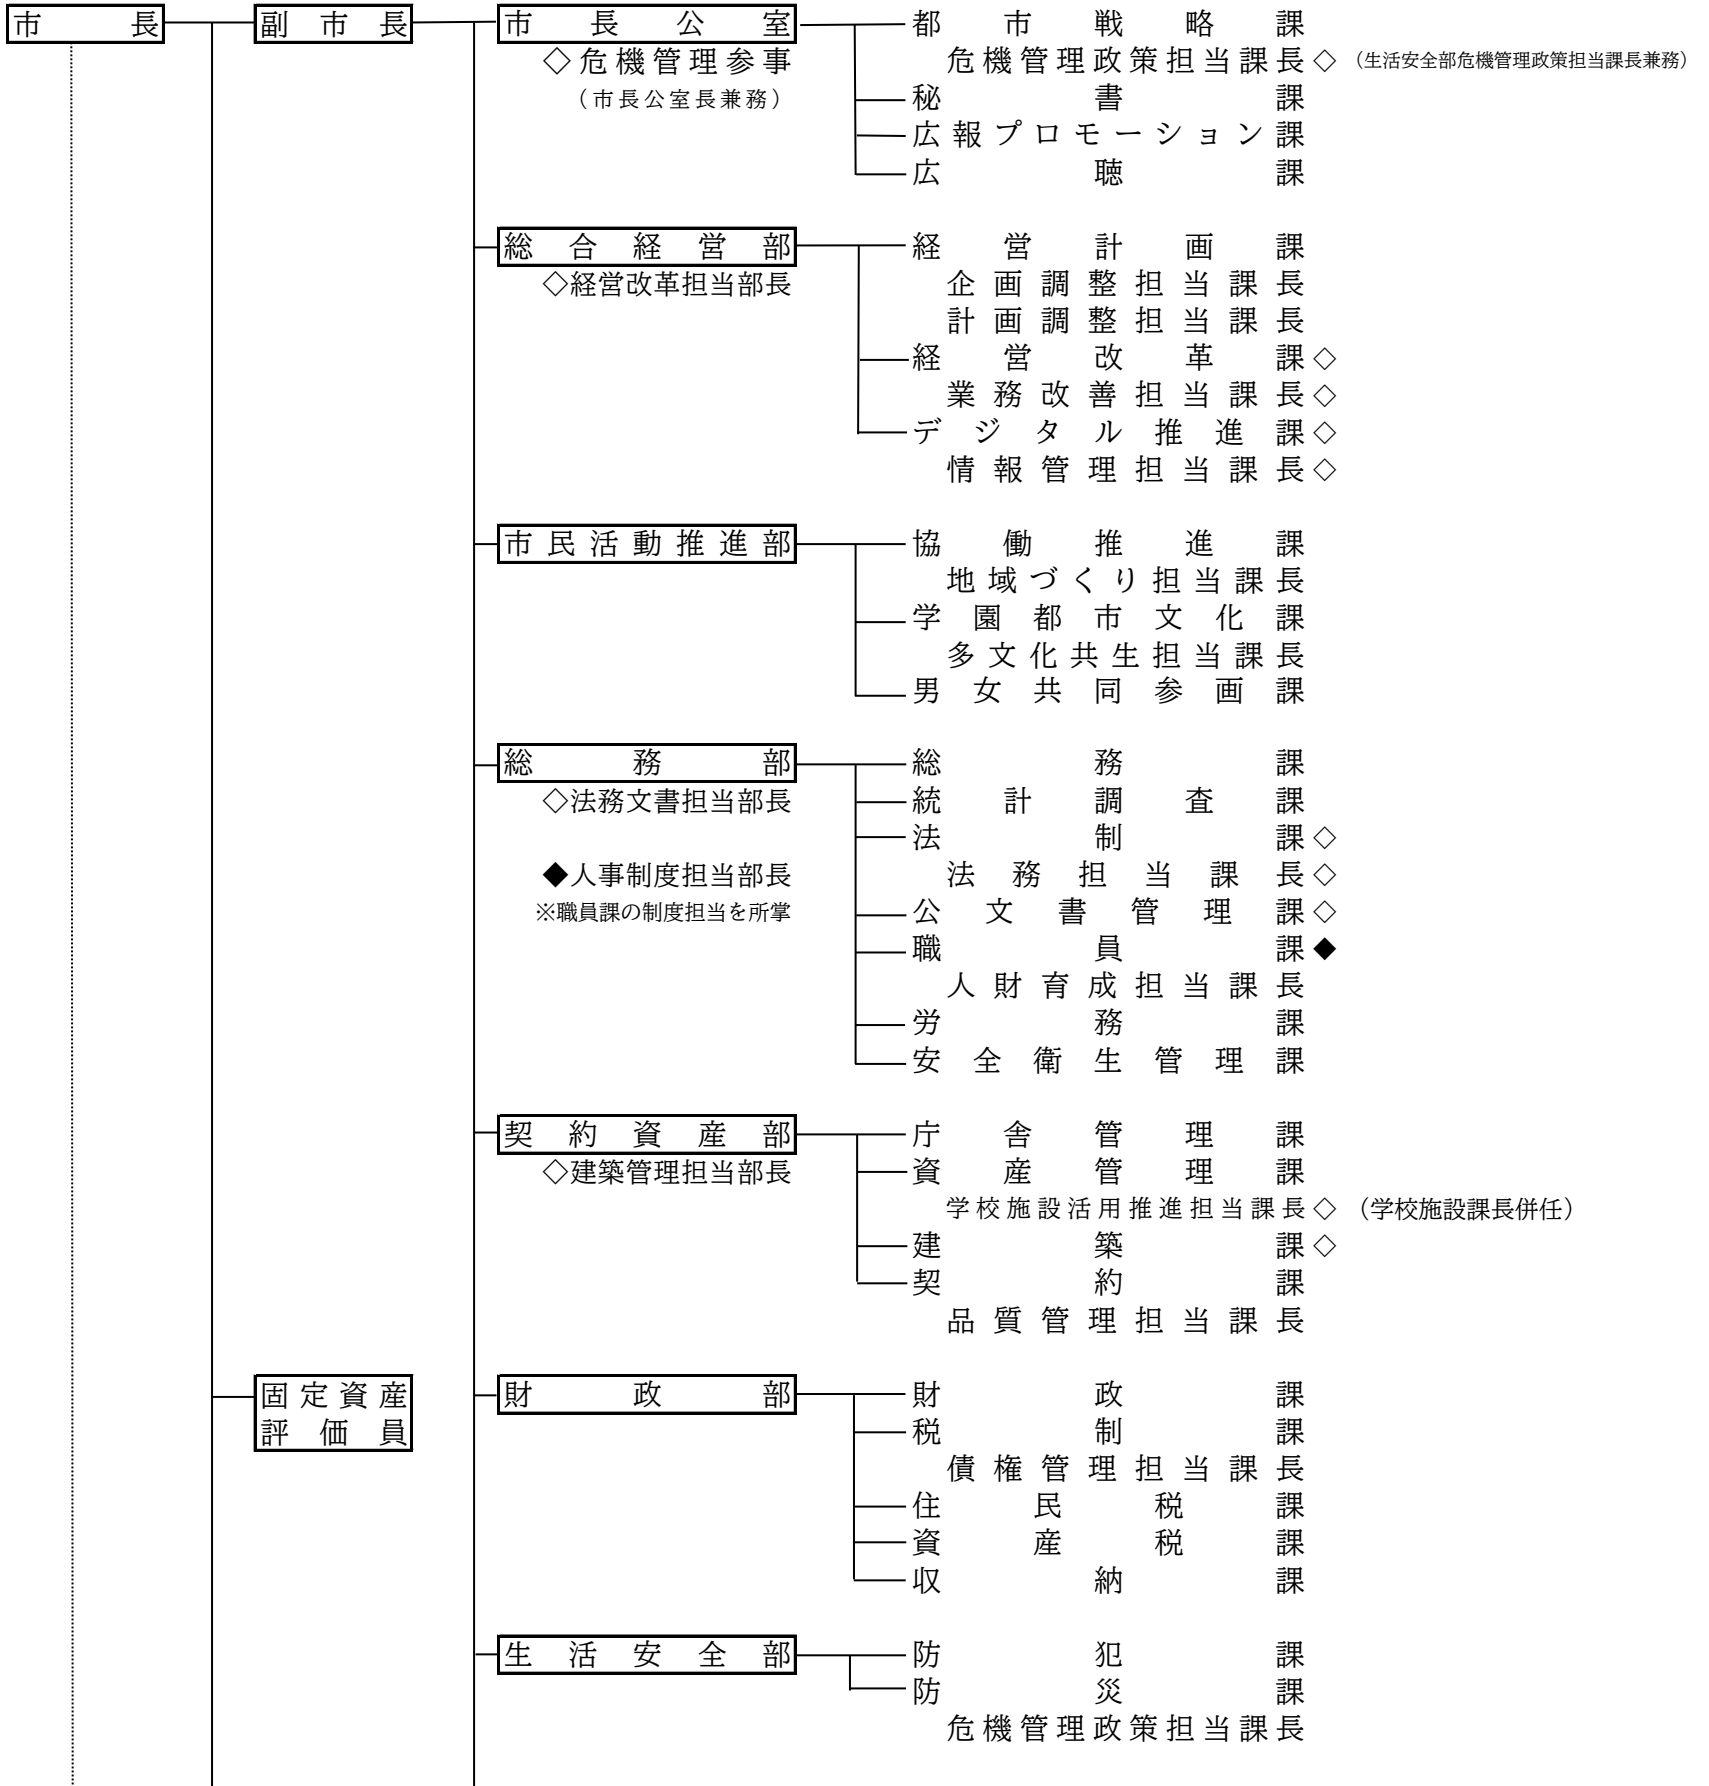 市長
副市長
市長公室
◇危機管理参事
（市長公室長兼務）
都市戦略課
危機管理政策担当課長◇（生活安全部危機管理政策担当課長兼務）
秘書課
広報プロモーション課
広聴課
総合経営部
◇経営改革担当部長
経営計画課
企画調整担当課長
計画調整担当課長
経営改革課◇
業務改善担当課長◇
デジタル推進課◇
情報管理担当課長◇
市民活動推進部
協働推進課
地域づくり担当課長
学園都市文化課
多文化共生担当課長
男女共同参画課
総務部
◇法務文書担当部長
◆人事制度担当部長
※職員課の制度担当を所掌
総務課
統計調査課
法制課◇
法務担当課長◇
公文書管理課◇
職員課◆
人財育成担当課長
労務課
安全衛生管理課
契約資産部
◇建築管理担当部長
庁舎管理課
資産管理課
学校施設活用推進担当課長◇（学校施設課長併任）
建築課◇
契約課
品質管理担当課長
固定資産
評価員
財政部
財政課
税制課
債権管理担当課長
住民税課
資産税課
収納課
生活安全部
防犯課
防災課
危機管理政策担当課長